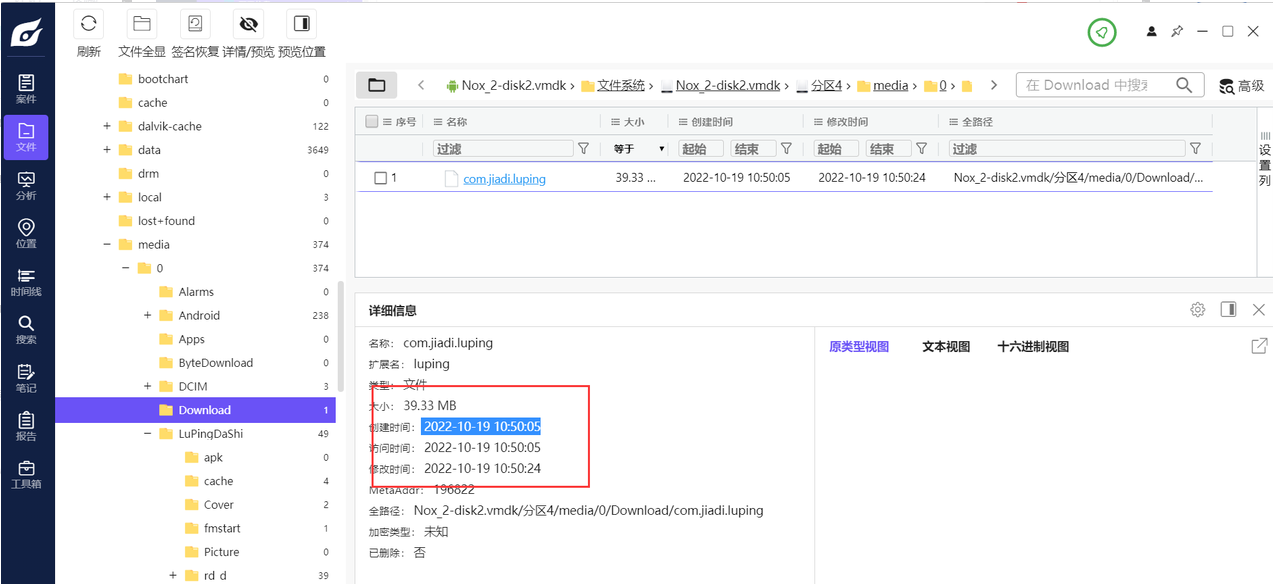 刷新 文件全显 签名恢复 详情/预览 预览位置
案件
文件
分析
位置
时间线
搜索
笔记
报告
工具箱
bootchart 0
cache 0
+ dalvik-cache 122
+ data 3649
drm 0
+ local 3
lost+found 0
− media 374
− 0 374
Alarms 0
+ Android 238
Apps 0
ByteDownload 0
+ DCIM 3
Download 1
− LuPingDaShi 49
apk 0
cache 4
Cover 2
fmstart 1
Picture 0
+ rd_d 39
Nox_2-disk2.vmdk › 文件系统 › Nox_2-disk2.vmdk › 分区4 › media › 0 ›
在 Download 中搜索
高级
序号 名称 大小 创建时间 修改时间 全路径
过滤 等于 起始 结束 起始 结束 过滤
1 com.jiadi.luping 39.33 ... 2022-10-19 10:50:05 2022-10-19 10:50:24 Nox_2-disk2.vmdk/分区4/media/0/Download/...
设置列
详细信息
名称: com.jiadi.luping
扩展名: luping
类型: 文件
大小: 39.33 MB
创建时间: 2022-10-19 10:50:05
访问时间: 2022-10-19 10:50:05
修改时间: 2022-10-19 10:50:24
MetaAddr: 196822
全路径: Nox_2-disk2.vmdk/分区4/media/0/Download/com.jiadi.luping
加密类型: 未知
已删除: 否
原类型视图 文本视图 十六进制视图